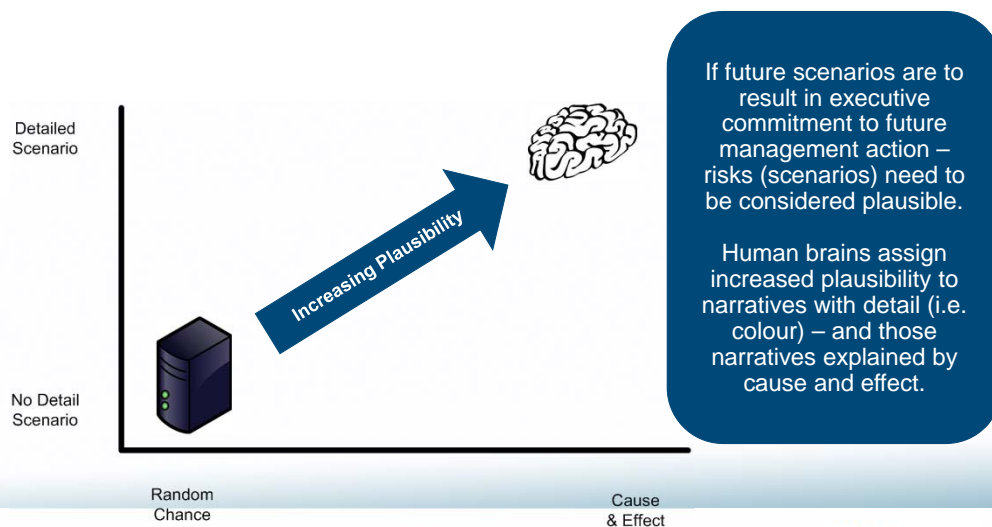 Detailed
Scenario
Increasing Plausibility
No Detail
Scenario
Random
Chance
Cause
& Effect
If future scenarios are to
result in executive
commitment to future
management action –
risks (scenarios) need to
be considered plausible.
Human brains assign
increased plausibility to
narratives with detail (i.e.
colour) – and those
narratives explained by
cause and effect.